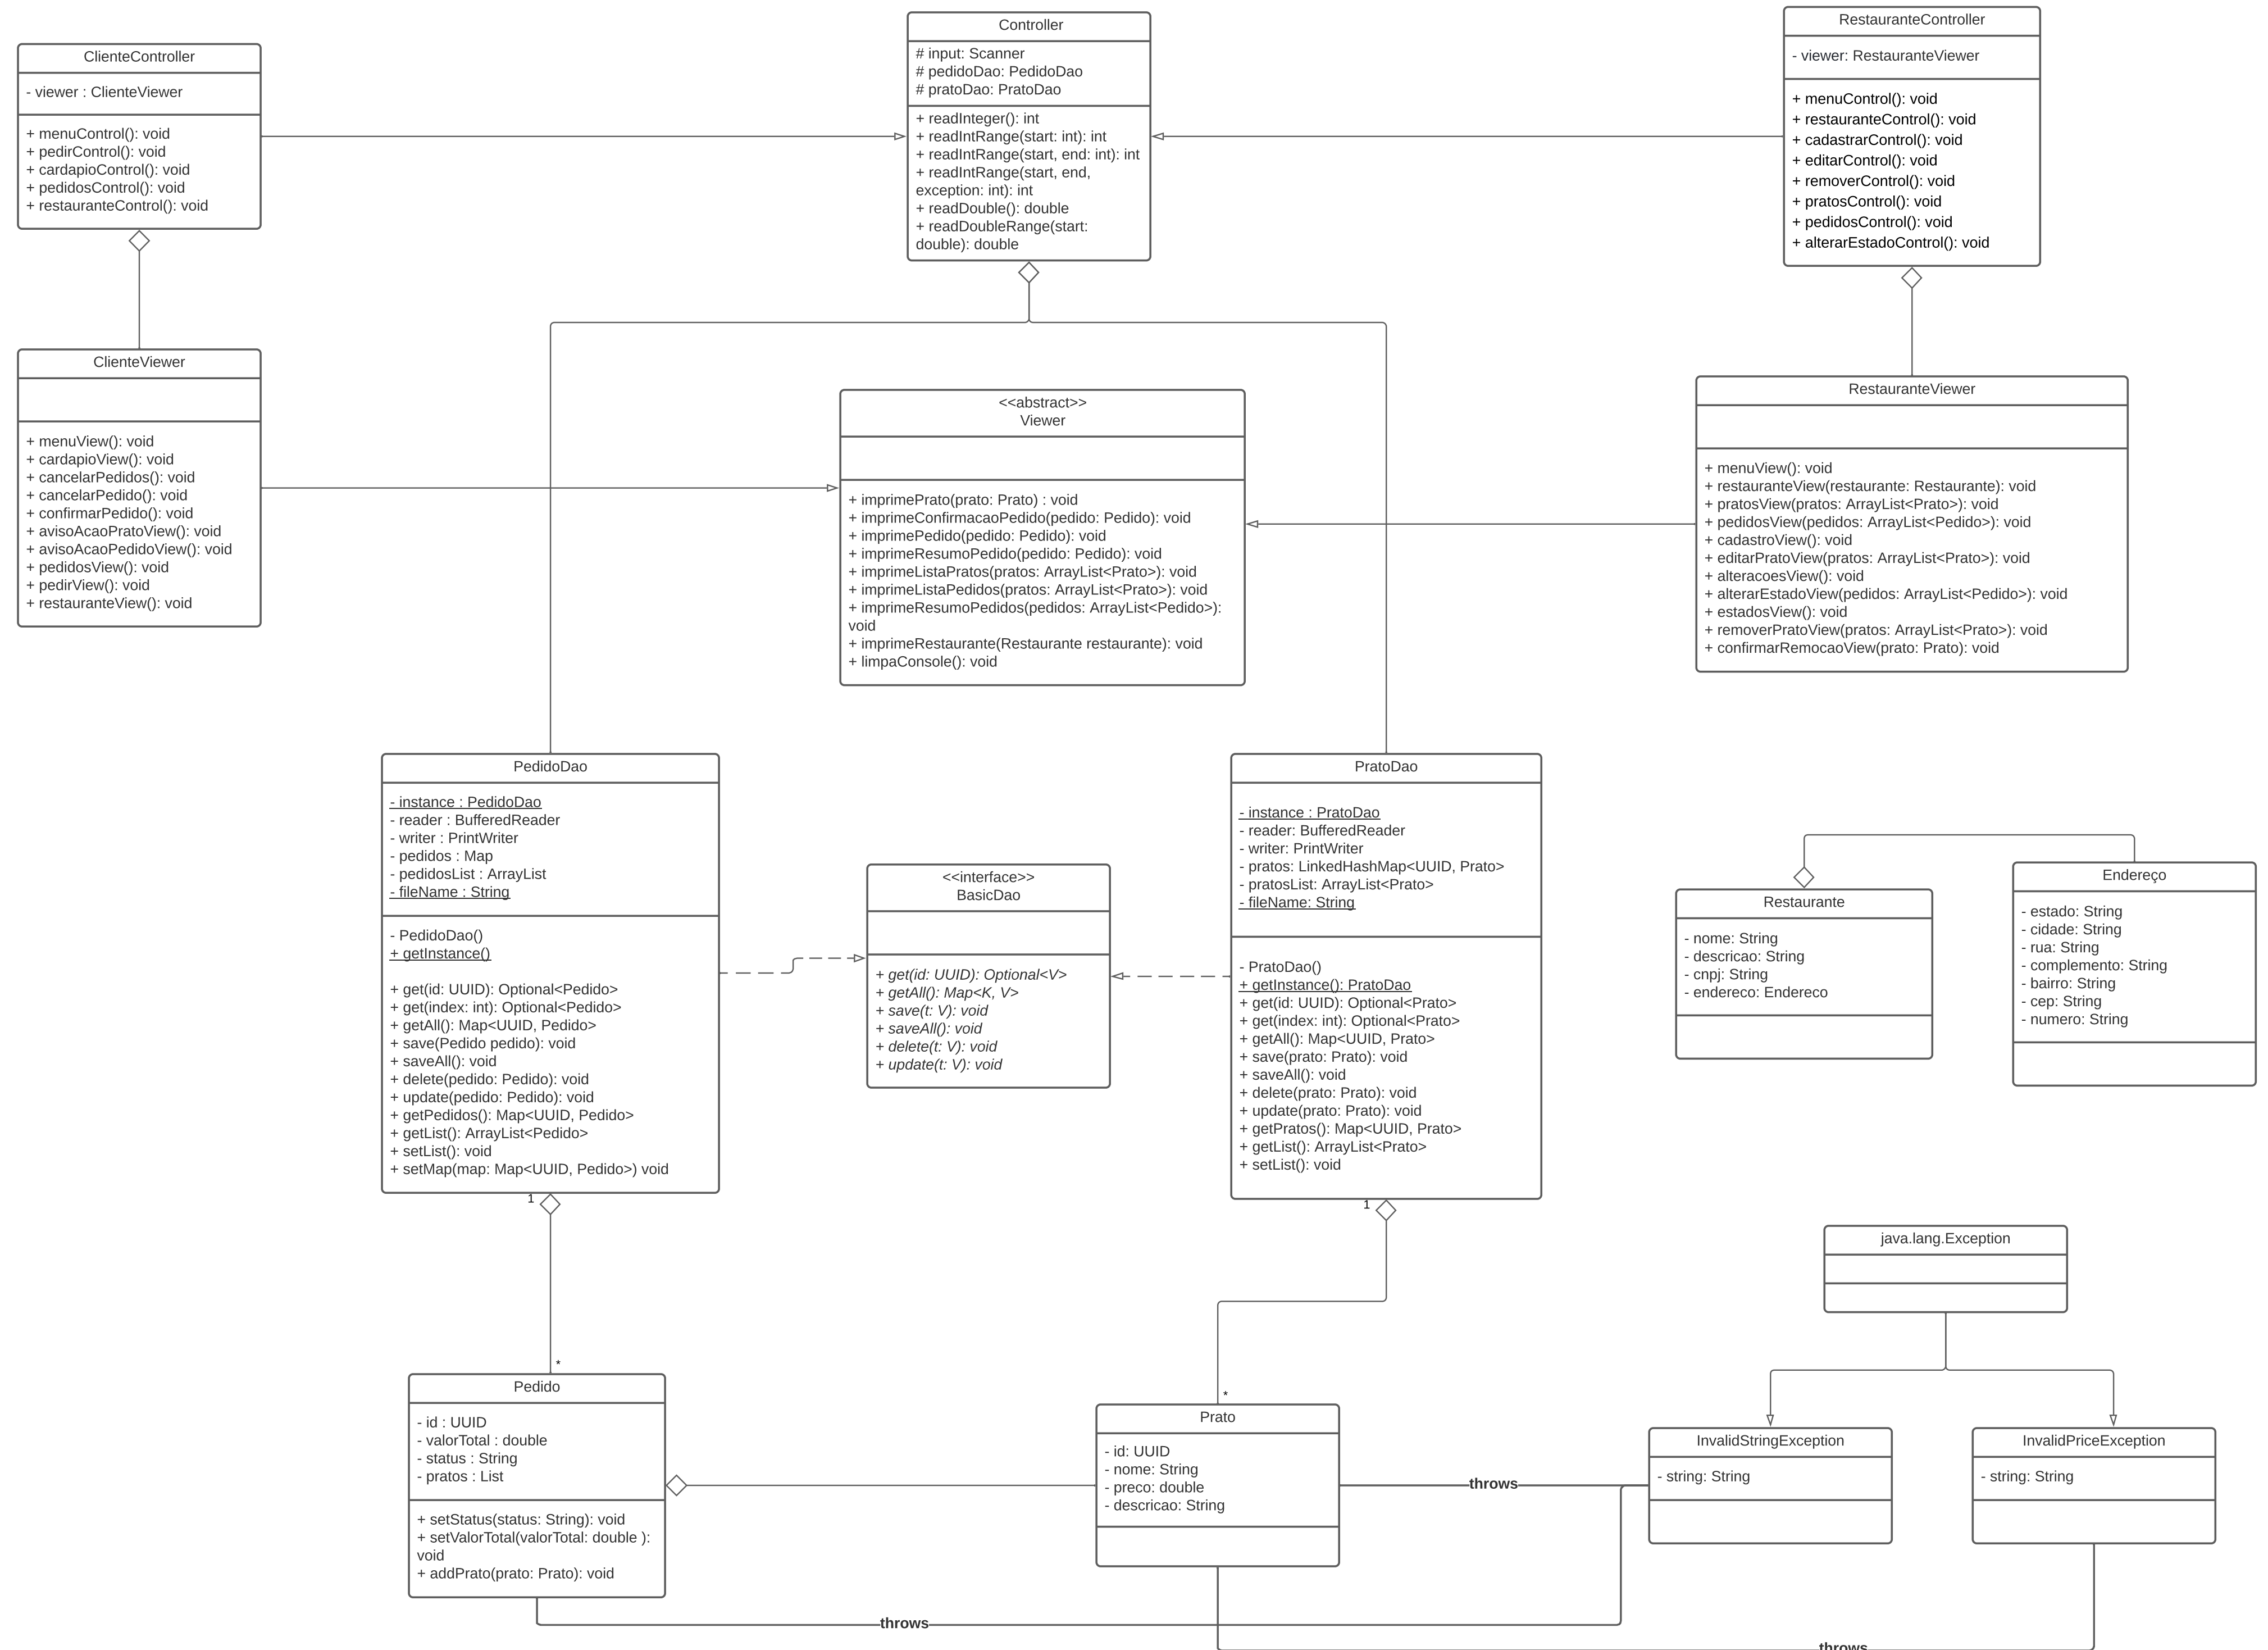 ClienteController
- viewer : ClienteViewer
+ menuControl(): void
+ pedirControl(): void
+ cardapioControl(): void
+ pedidosControl(): void
+ restauranteControl(): void
Controller
# input: Scanner
# pedidoDao: PedidoDao
# pratoDao: PratoDao
+ readInteger(): int
+ readIntRange(start: int): int
+ readIntRange(start, end: int): int
+ readIntRange(start, end,
exception: int): int
+ readDouble(): double
+ readDoubleRange(start:
double): double
RestauranteController
- viewer: RestauranteViewer
+ menuControl(): void
+ restauranteControl(): void
+ cadastrarControl(): void
+ editarControl(): void
+ removerControl(): void
+ pratosControl(): void
+ pedidosControl(): void
+ alterarEstadoControl(): void
ClienteViewer
+ menuView(): void
+ cardapioView(): void
+ cancelarPedidos(): void
+ cancelarPedido(): void
+ confirmarPedido(): void
+ avisoAcaoPratoView(): void
+ avisoAcaoPedidoView(): void
+ pedidosView(): void
+ pedirView(): void
+ restauranteView(): void
<<abstract>>
Viewer
+ imprimePrato(prato: Prato) : void
+ imprimeConfirmacaoPedido(pedido: Pedido): void
+ imprimePedido(pedido: Pedido): void
+ imprimeResumoPedido(pedido: Pedido): void
+ imprimeListaPratos(pratos: ArrayList<Prato>): void
+ imprimeListaPedidos(pratos: ArrayList<Prato>): void
+ imprimeResumoPedidos(pedidos: ArrayList<Pedido>):
void
+ imprimeRestaurante(Restaurante restaurante): void
+ limpaConsole(): void
RestauranteViewer
+ menuView(): void
+ restauranteView(restaurante: Restaurante): void
+ pratosView(pratos: ArrayList<Prato>): void
+ pedidosView(pedidos: ArrayList<Pedido>): void
+ cadastroView(): void
+ editarPratoView(pratos: ArrayList<Prato>): void
+ alteracoesView(): void
+ alterarEstadoView(pedidos: ArrayList<Pedido>): void
+ estadosView(): void
+ removerPratoView(pratos: ArrayList<Prato>): void
+ confirmarRemocaoView(prato: Prato): void
PedidoDao
- instance : PedidoDao
- reader : BufferedReader
- writer : PrintWriter
- pedidos : Map
- pedidosList : ArrayList
- fileName : String
- PedidoDao()
+ getInstance()
+ get(id: UUID): Optional<Pedido>
+ get(index: int): Optional<Pedido>
+ getAll(): Map<UUID, Pedido>
+ save(Pedido pedido): void
+ saveAll(): void
+ delete(pedido: Pedido): void
+ update(pedido: Pedido): void
+ getPedidos(): Map<UUID, Pedido>
+ getList(): ArrayList<Pedido>
+ setList(): void
+ setMap(map: Map<UUID, Pedido>) void
1
*
<<interface>>
BasicDao
+ get(id: UUID): Optional<V>
+ getAll(): Map<K, V>
+ save(t: V): void
+ saveAll(): void
+ delete(t: V): void
+ update(t: V): void
PratoDao
- instance : PratoDao
- reader: BufferedReader
- writer: PrintWriter
- pratos: LinkedHashMap<UUID, Prato>
- pratosList: ArrayList<Prato>
- fileName: String
- PratoDao()
+ getInstance(): PratoDao
+ get(id: UUID): Optional<Prato>
+ get(index: int): Optional<Prato>
+ getAll(): Map<UUID, Prato>
+ save(prato: Prato): void
+ saveAll(): void
+ delete(prato: Prato): void
+ update(prato: Prato): void
+ getPratos(): Map<UUID, Prato>
+ getList(): ArrayList<Prato>
+ setList(): void
1
*
Restaurante
- nome: String
- descricao: String
- cnpj: String
- endereco: Endereco
Endereço
- estado: String
- cidade: String
- rua: String
- complemento: String
- bairro: String
- cep: String
- numero: String
java.lang.Exception
Pedido
- id : UUID
- valorTotal : double
- status : String
- pratos : List
+ setStatus(status: String): void
+ setValorTotal(valorTotal: double ):
void
+ addPrato(prato: Prato): void
Prato
- id: UUID
- nome: String
- preco: double
- descricao: String
throws
InvalidStringException
- string: String
InvalidPriceException
- string: String
throws
throws